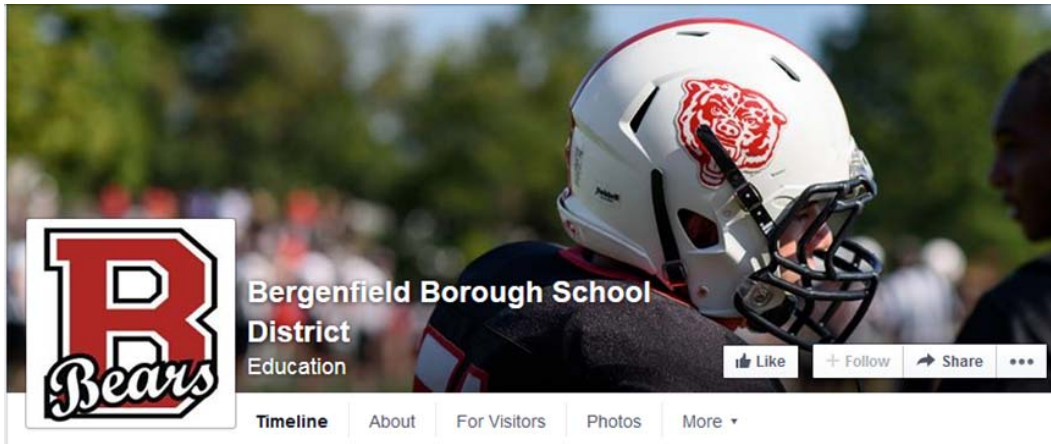 B
Bears
Bergenfield Borough School
District
Education
Like
+ Follow
Share
•••
Timeline
About
For Visitors
Photos
More ▾